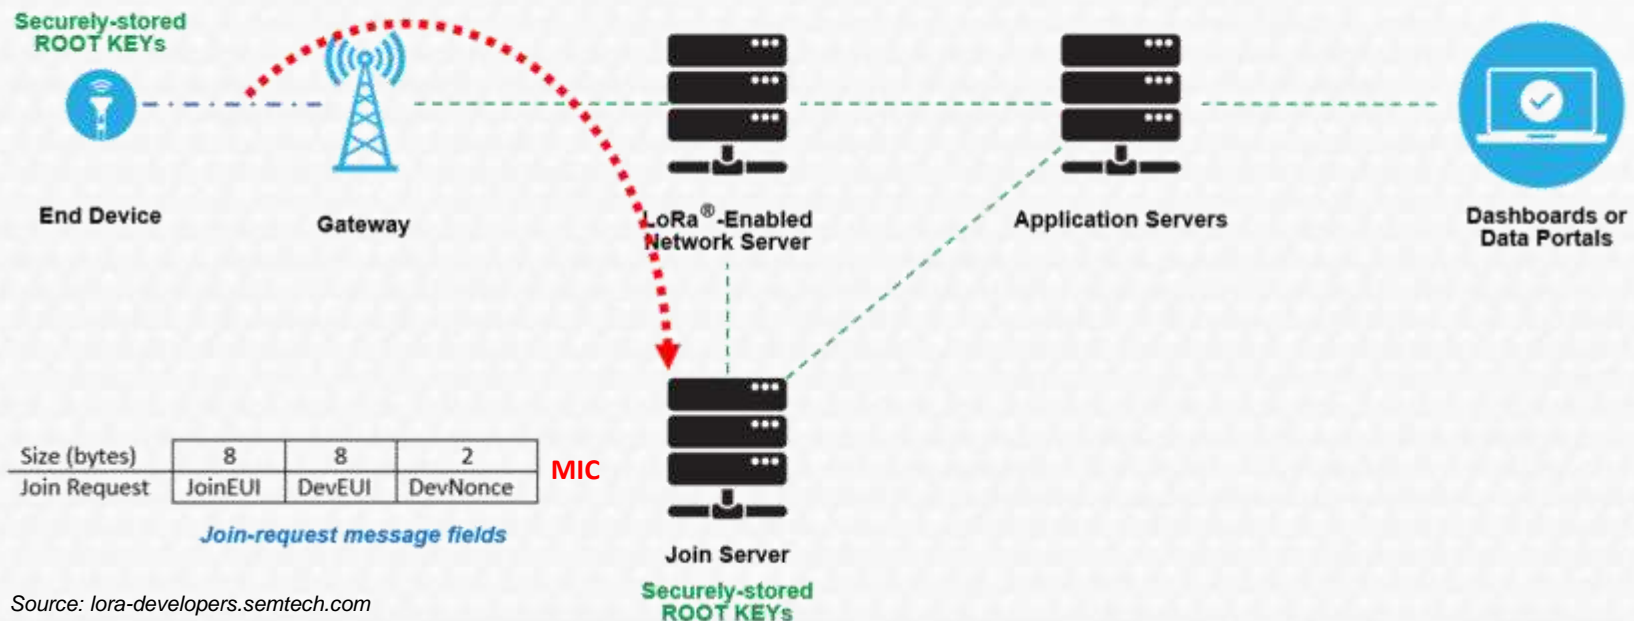 Securely-stored
ROOT KEYs
End Device
Gateway
LoRa®-Enabled
Network Server
Application Servers
Dashboards or
Data Portals
Size (bytes) 8 8 2
Join Request JoinEUI DevEUI DevNonce
MIC
Join-request message fields
Join Server
Securely-stored
ROOT KEYs
Source: lora-developers.semtech.com